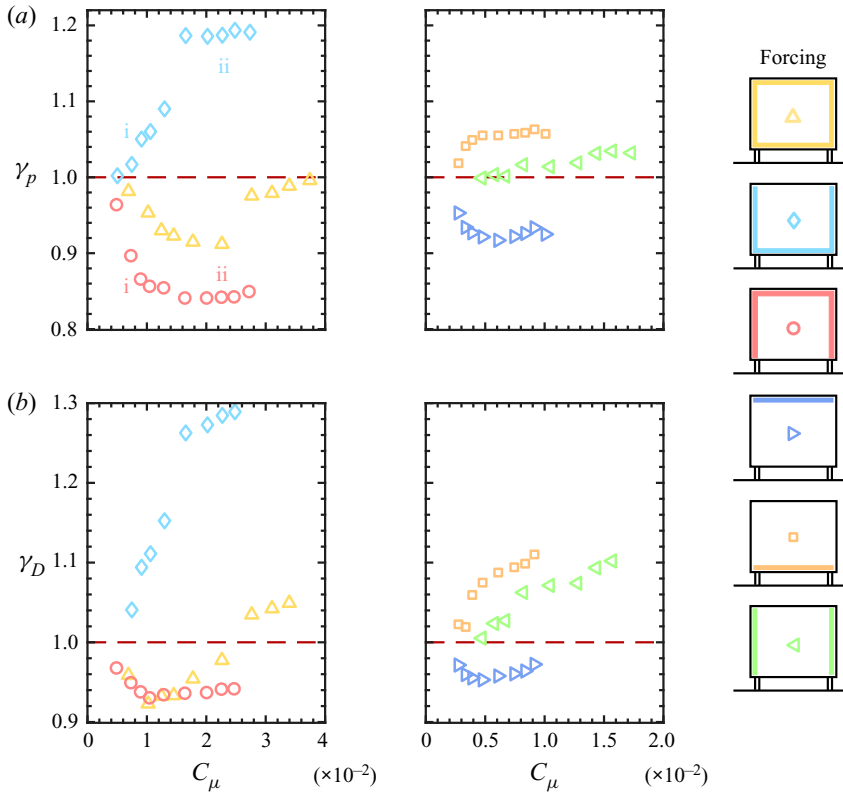 (a)
1.2
1.1
1.0
0.9
0.8
γp
i
ii
i
ii
Forcing
(b)
1.3
1.2
1.1
1.0
0.9
γD
0 1 2 3 4
Cμ (×10−2)
0 0.5 1.0 1.5 2.0
Cμ (×10−2)